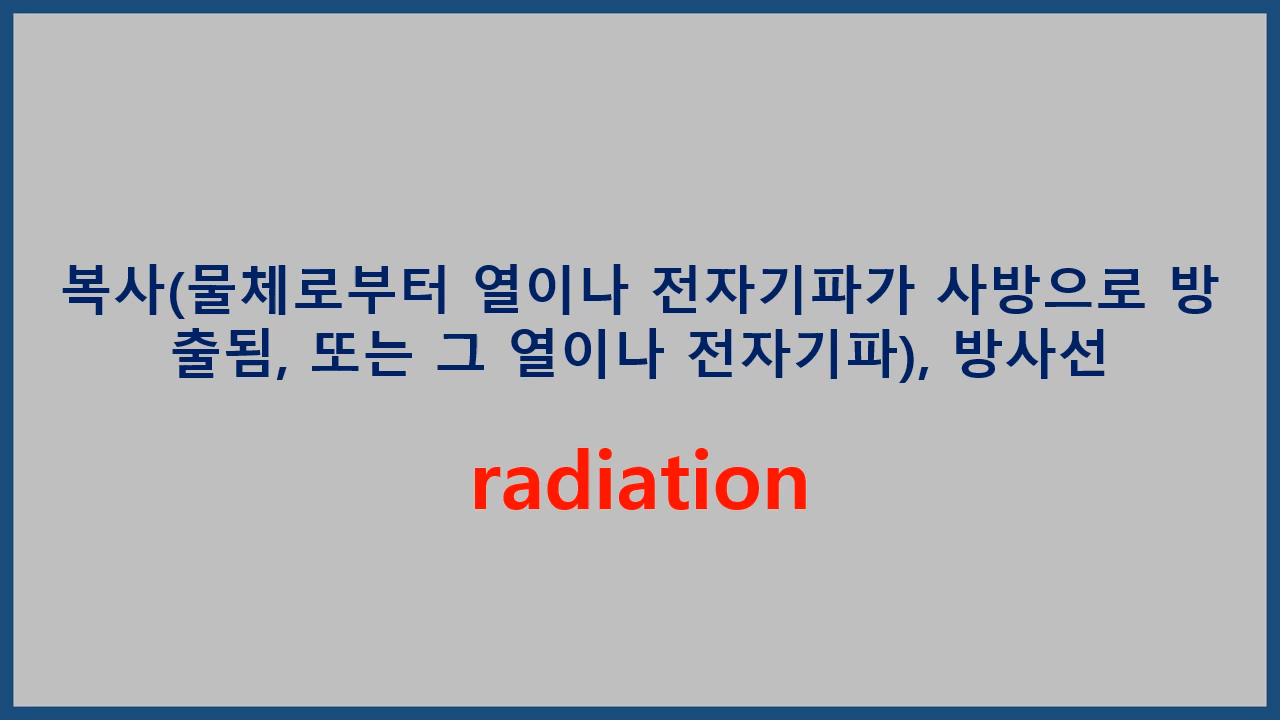 복사(물체로부터 열이나 전자기파가 사방으로 방
출됨, 또는 그 열이나 전자기파), 방사선
radiation